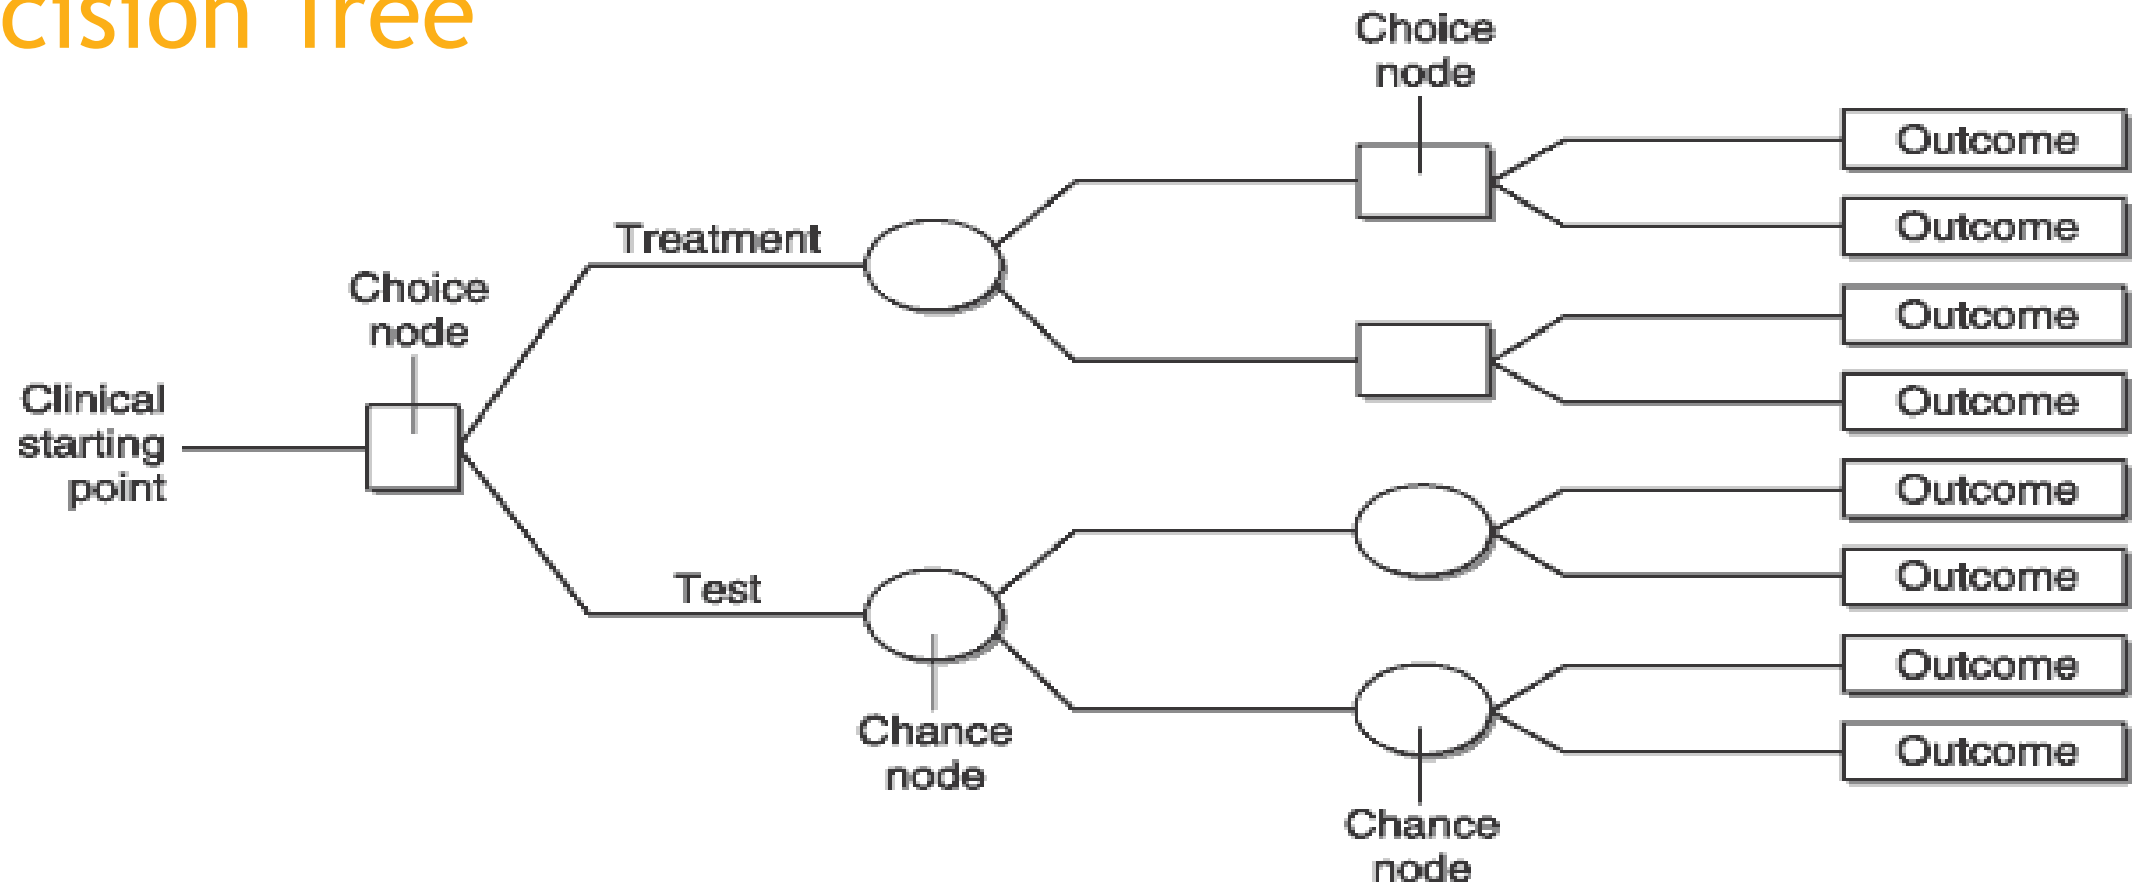 cision Tree
Choice
node
Outcome
Outcome
Treatment
Choice
node
Outcome
Outcome
Clinical
starting
point
Outcome
Outcome
Test
Outcome
Chance
node
Outcome
Chance
node